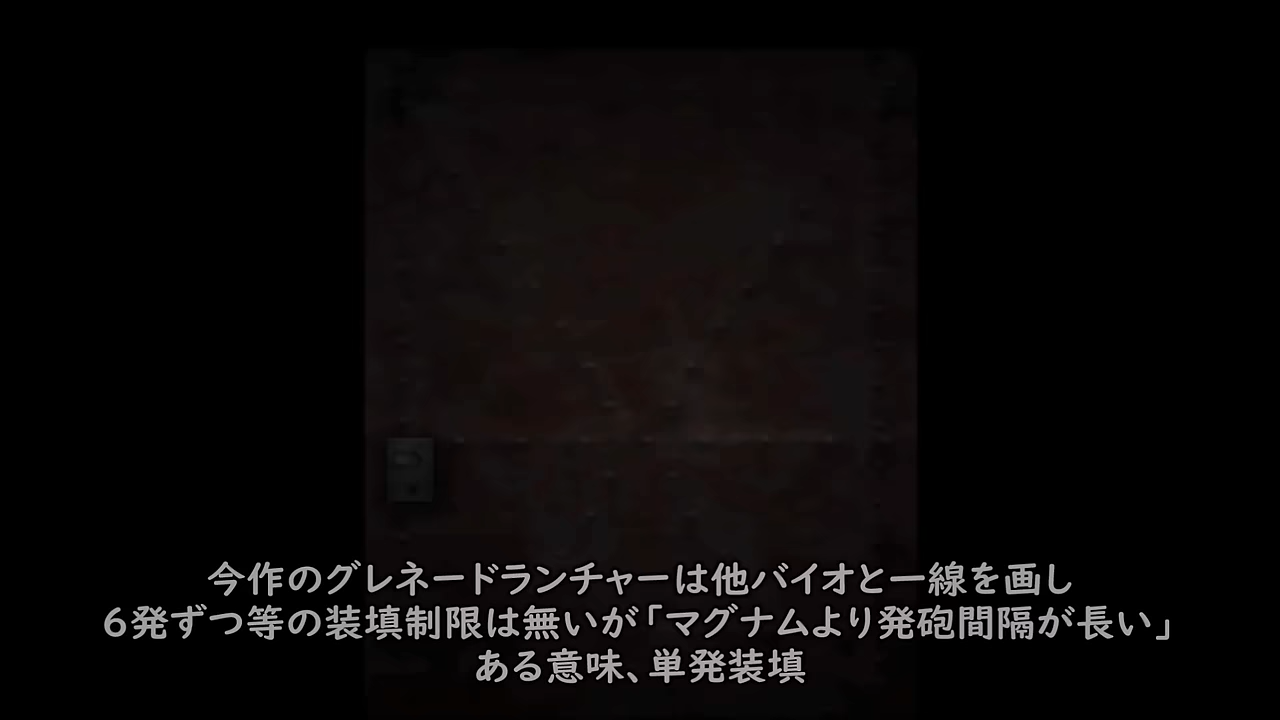 今作のグレネードランチャーは他バイオと一線を画し
６発ずつ等の装填制限は無いが「マグナムより発砲間隔が長い」
ある意味、単発装填